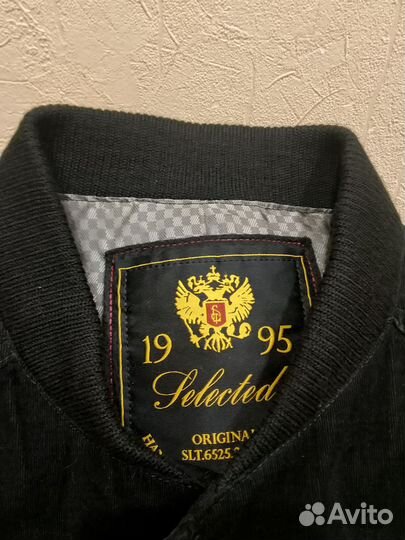 19 95
Selected
ORIGINAL
SLT.6525.
Avito